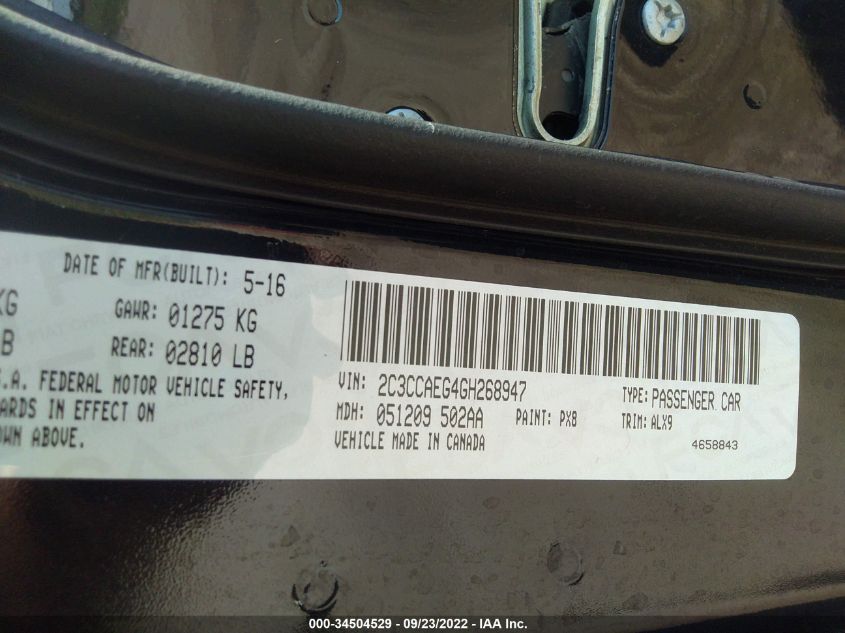 DATE OF MFR(BUILT): 5-16
KG GAWR: 01275 KG
B REAR: 02810 LB
S.A. FEDERAL MOTOR VEHICLE SAFETY,
ARDS IN EFFECT ON
OWN ABOVE.
VIN: 2C3CCAEG4GH268947 TYPE: PASSENGER CAR
MDH: 051209 502AA PAINT: PX8 TRIM: ALX9
VEHICLE MADE IN CANADA 4658843
000-34504529 - 09/23/2022 - IAA Inc.